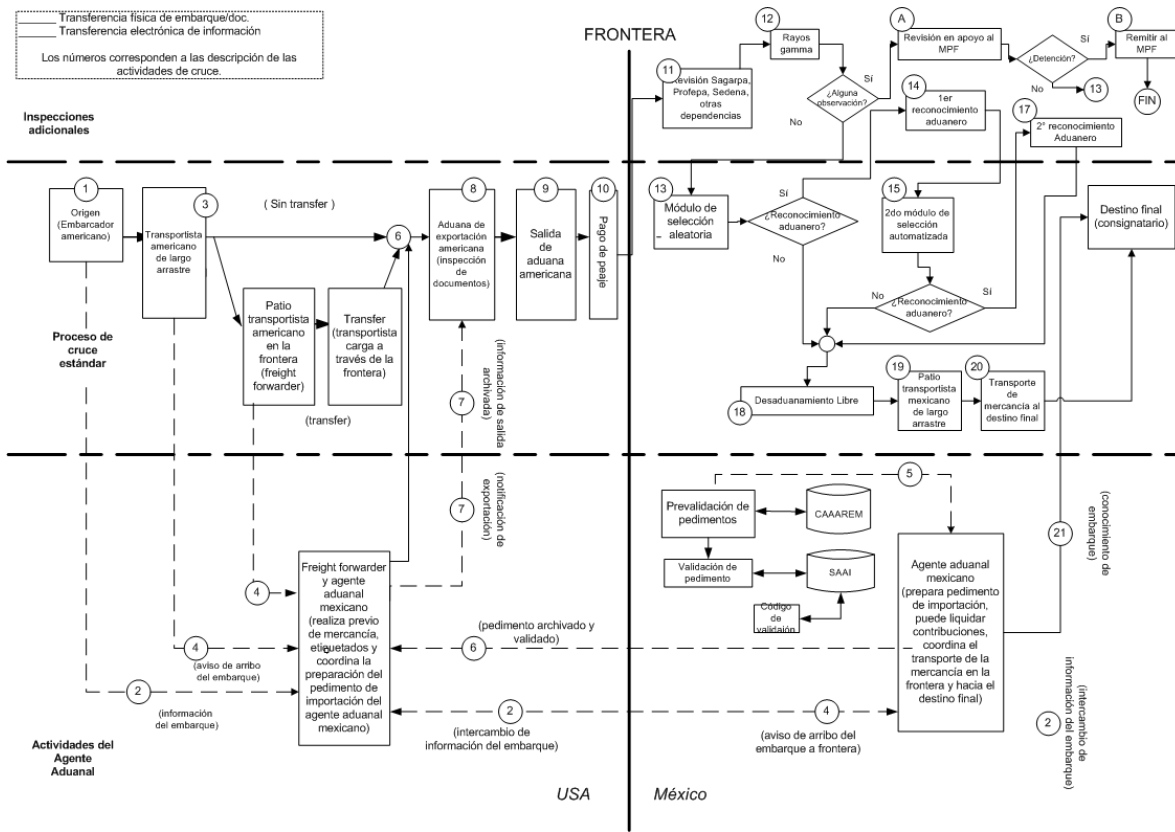 Transferencia física de embarque/doc.
Transferencia electrónica de información
Los números corresponden a las descripción de las
actividades de cruce.
FRONTERA
Inspecciones
adicionales
11
Revisión Sagarpa,
Profepa, Sedena,
otras
dependencias
12
Rayos
gamma
¿Alguna
observación?
Sí
No
A
Revisión en apoyo al
MPF
¿Detención?
Sí
No
13
B
Remitir al
MPF
FIN
14
1er
reconocimiento
aduanero
17
2° reconocimiento
Aduanero
Proceso de
cruce
estándar
1
Origen
(Embarcador
americano)
3
Transportista
americano
de largo
arrastre
( Sin transfer )
6
Patio
transportista
americano
en la
frontera
(freight
forwarder)
Transfer
(transportista
carga a
través de la
frontera)
(transfer)
8
Aduana de
exportación
americana
(inspección
de
documentos)
9
Salida
de
aduana
americana
10
Pago de peaje
(información de salida
archivada)
7
13
Módulo de
selección
aleatoria
¿Reconocimiento
aduanero?
Sí
No
15
2do módulo de
selección
automatizada
¿Reconocimiento
aduanero?
No
Sí
Destino final
(consignatario)
18
Desaduanamiento Libre
19
Patio
transportista
mexicano
de largo
arrastre
20
Transporte
de
mercancía al
destino final
Actividades del
Agente
Aduanal
7
(notificación de
exportación)
4
4
(aviso de arribo
del embarque)
2
(información
del embarque)
Freight forwarder
y agente
aduanal
mexicano
(realiza previo
de mercancía,
etiquetados y
coordina la
preparación del
pedimento de
importación del
agente aduanal
mexicano)
(pedimento archivado y
validado)
6
2
(intercambio de
información del embarque)
4
(aviso de arribo del
embarque a frontera)
5
Prevalidación de
pedimentos
CAAAREM
Validación de
pedimento
SAAI
Código
de
validaión
Agente aduanal
mexicano
(prepara pedimento
de importación,
puede liquidar
contribuciones,
coordina el
transporte de la
mercancía en la
frontera y hacia el
destino final)
21
(conocimiento de
embarque)
2
(intercambio de
información del embarque)
USA
México